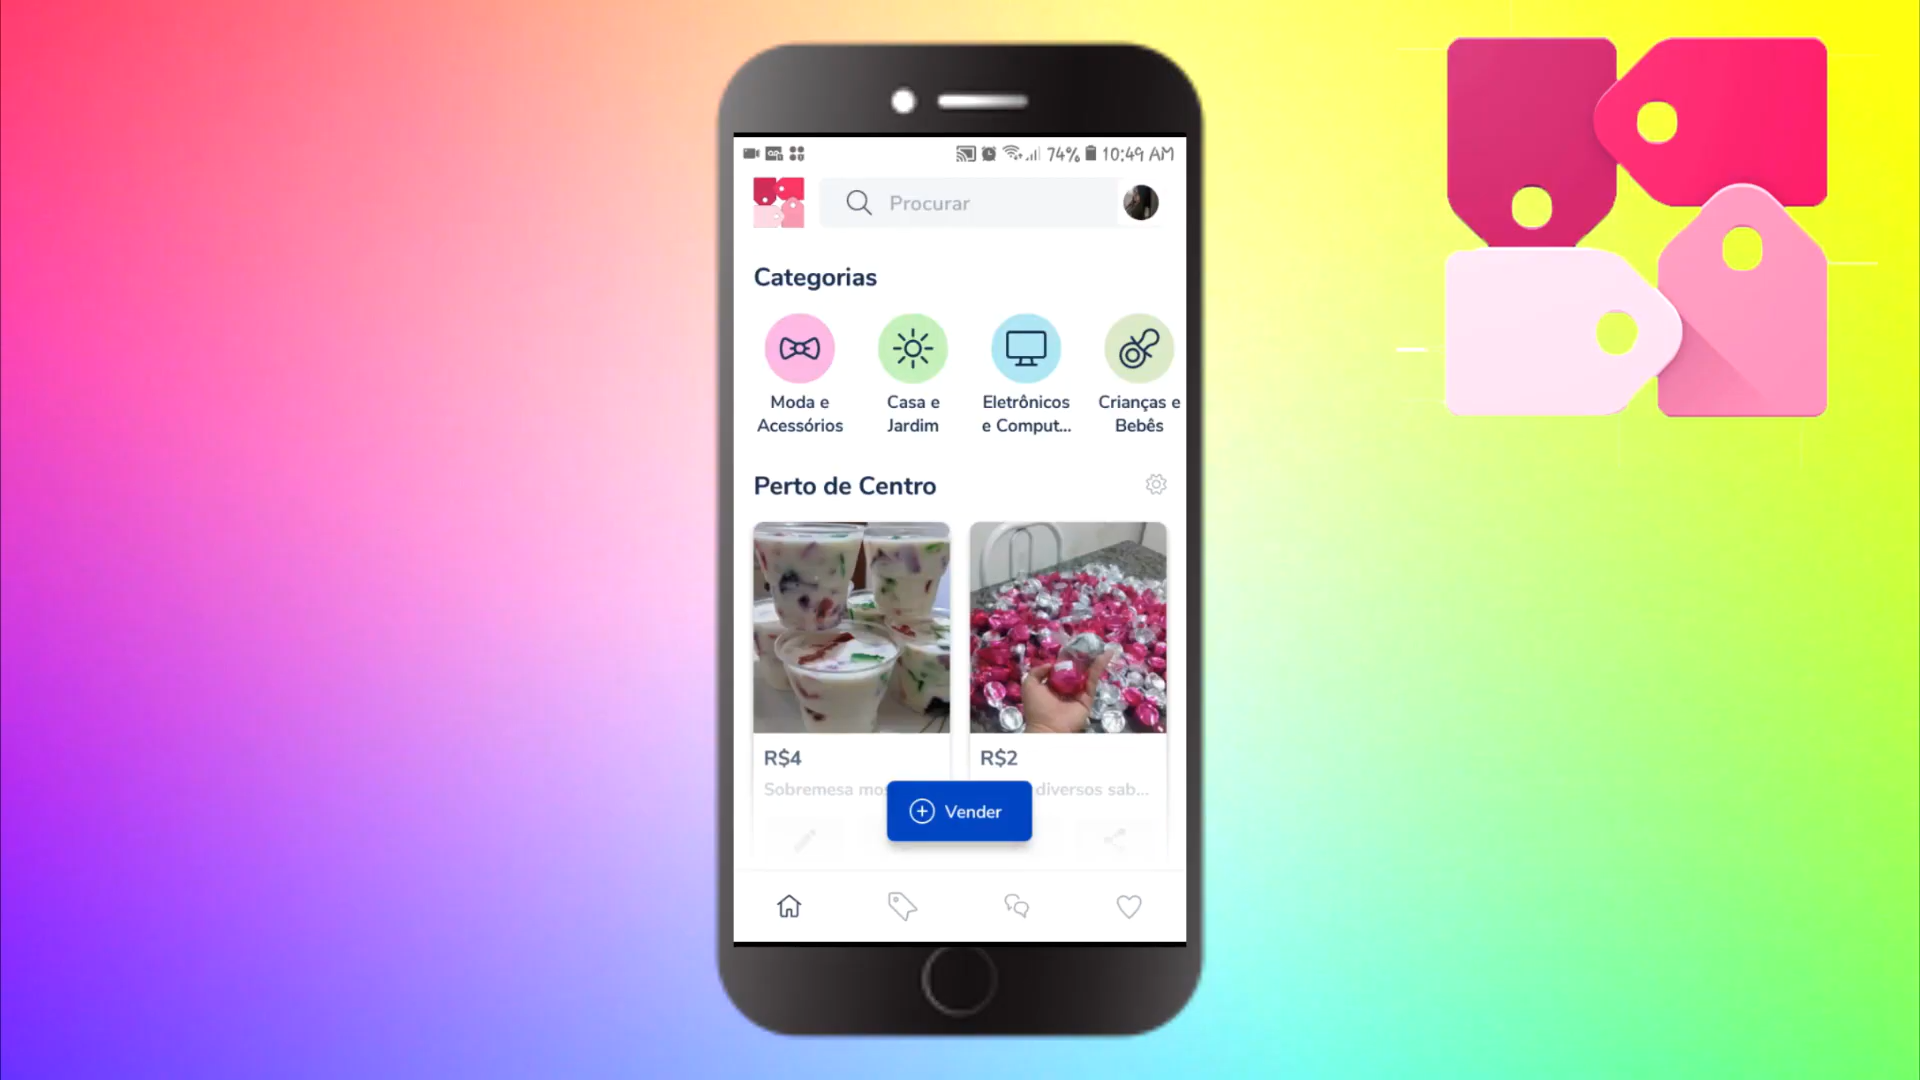 74% 10:49 AM
Procurar
Categorias
Moda e
Acessórios
Casa e
Jardim
Eletrônicos
e Comput...
Crianças e
Bebês
Perto de Centro
R$4
R$2
Sobremesa mos
diversos sab...
Vender